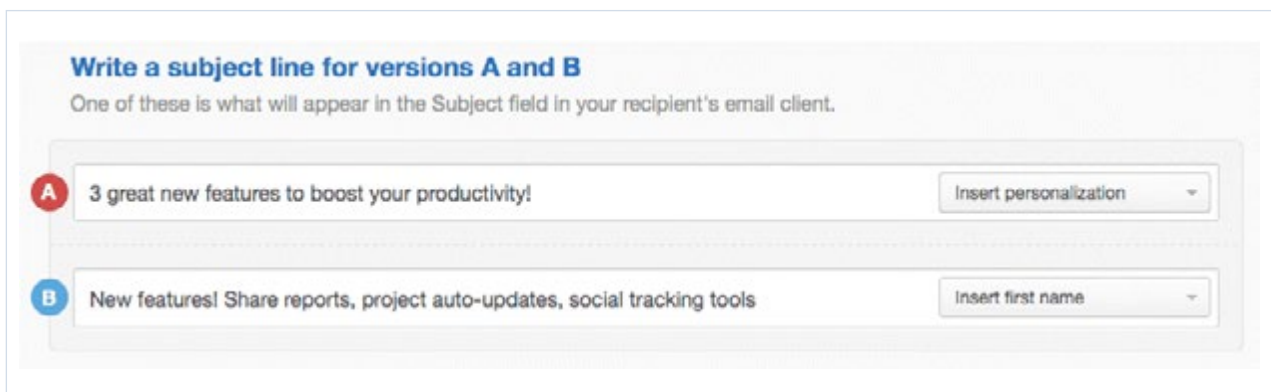 Write a subject line for versions A and B
One of these is what will appear in the Subject field in your recipient's email client.
A 3 great new features to boost your productivity! Insert personalization
B New features! Share reports, project auto-updates, social tracking tools Insert first name